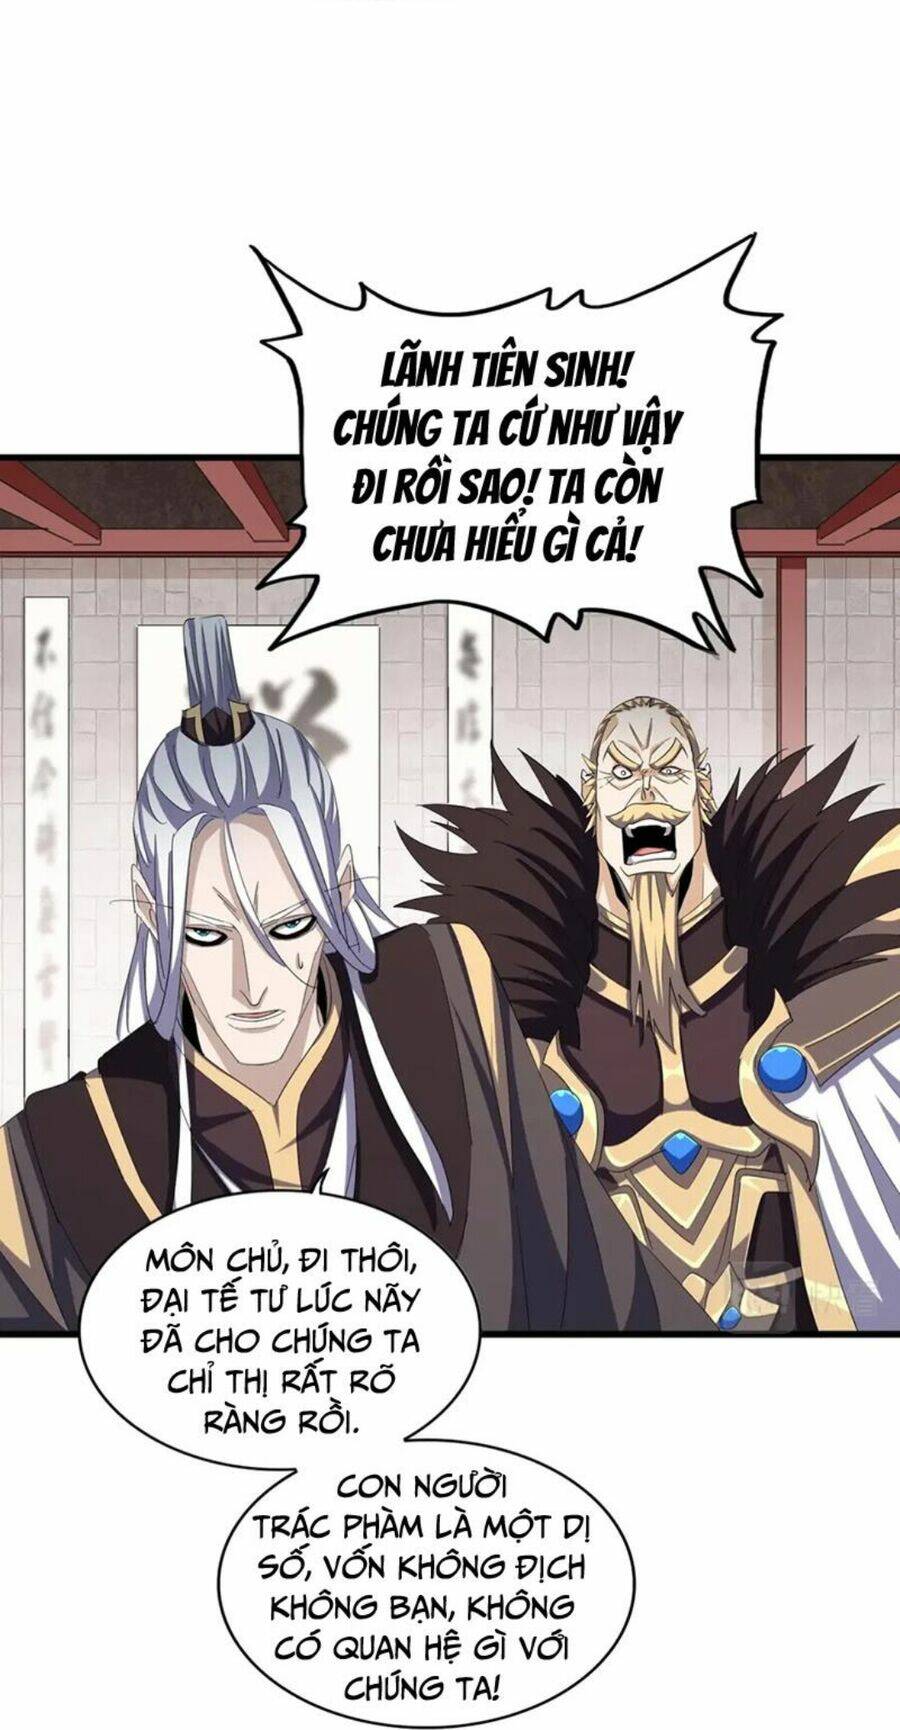 LÃNH TIÊN SINH!
CHÚNG TA CỨ NHƯ VẬY
ĐI RỒI SAO! TA CÒN
CHƯA HIỂU GÌ CẢ!
MÔN CHỦ, ĐI THÔI,
ĐẠI TẾ TƯ LÚC NÃY
ĐÃ CHO CHÚNG TA
CHỈ THỊ RẤT RÕ
RÀNG RỒI.
CON NGƯỜI
TRÁC PHÀM LÀ MỘT DỊ
SỐ, VỐN KHÔNG ĐỊCH
KHÔNG BẠN, KHÔNG
CÓ QUAN HỆ GÌ VỚI
CHÚNG TA!